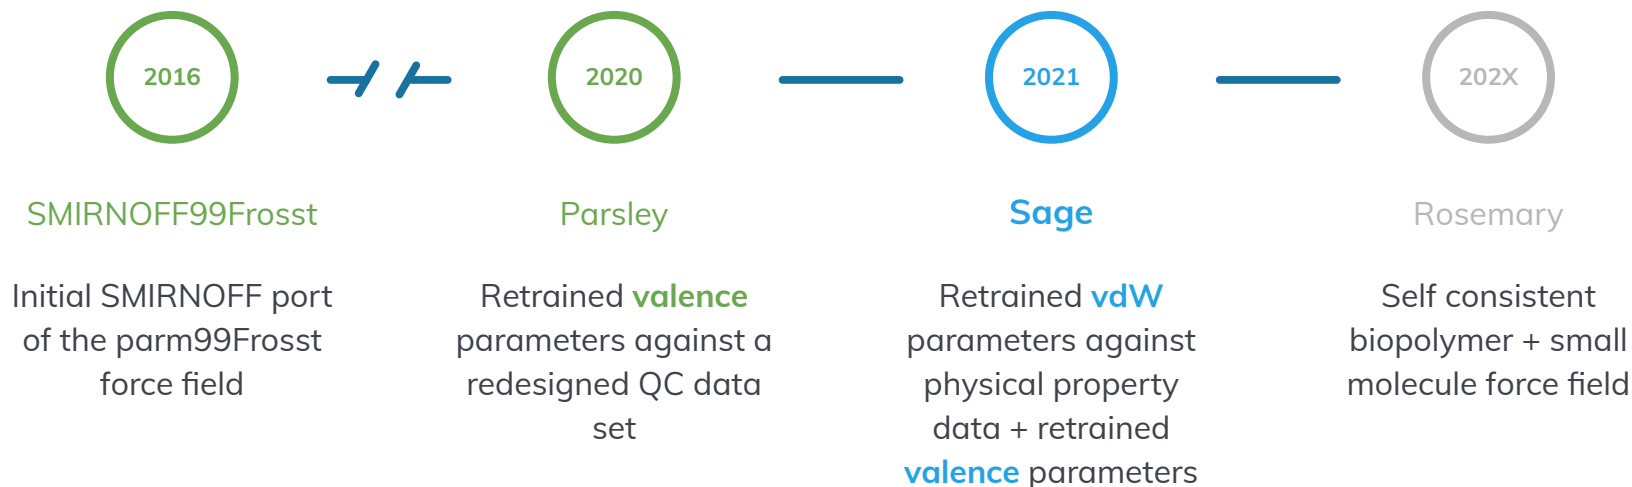 2016
SMIRNOFF99Frosst
Initial SMIRNOFF port
of the parm99Frosst
force field
2020
Parsley
Retrained valence
parameters against a
redesigned QC data
set
2021
Sage
Retrained vdW
parameters against
physical property
data + retrained
valence parameters
202X
Rosemary
Self consistent
biopolymer + small
molecule force field